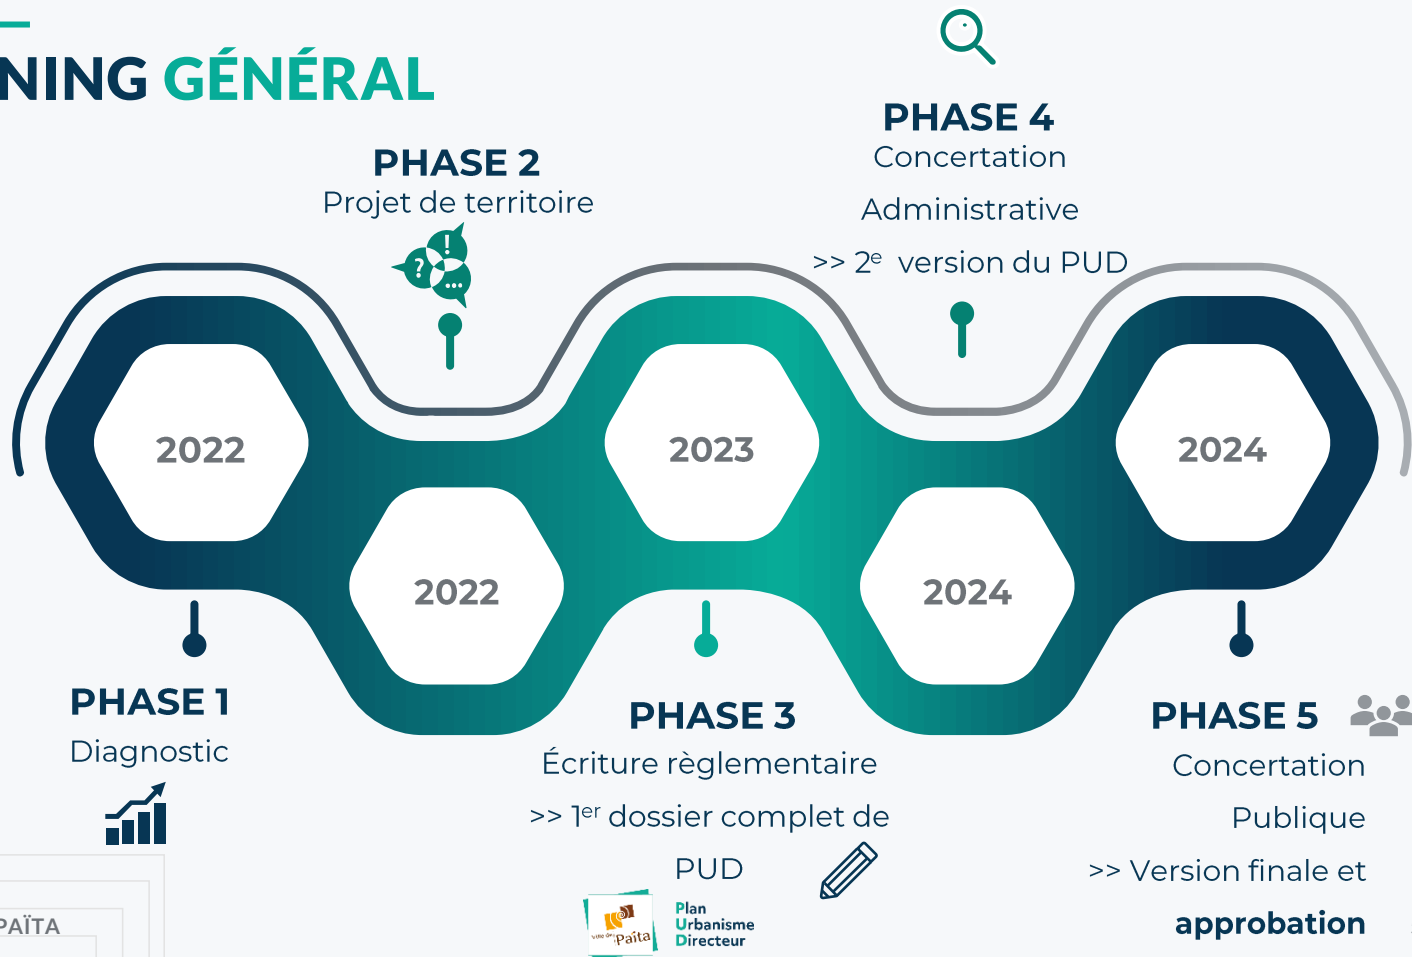 NING GÉNÉRAL
PHASE 4
Concertation
Administrative
>> 2e version du PUD
PHASE 2
Projet de territoire
2022
2023
2024
2022
2024
PHASE 1
Diagnostic
PHASE 3
Écriture règlementaire
>> 1er dossier complet de
PUD
PHASE 5
Concertation
Publique
>> Version finale et
approbation
PAÏTA
Païta
Plan
Urbanisme
Directeur